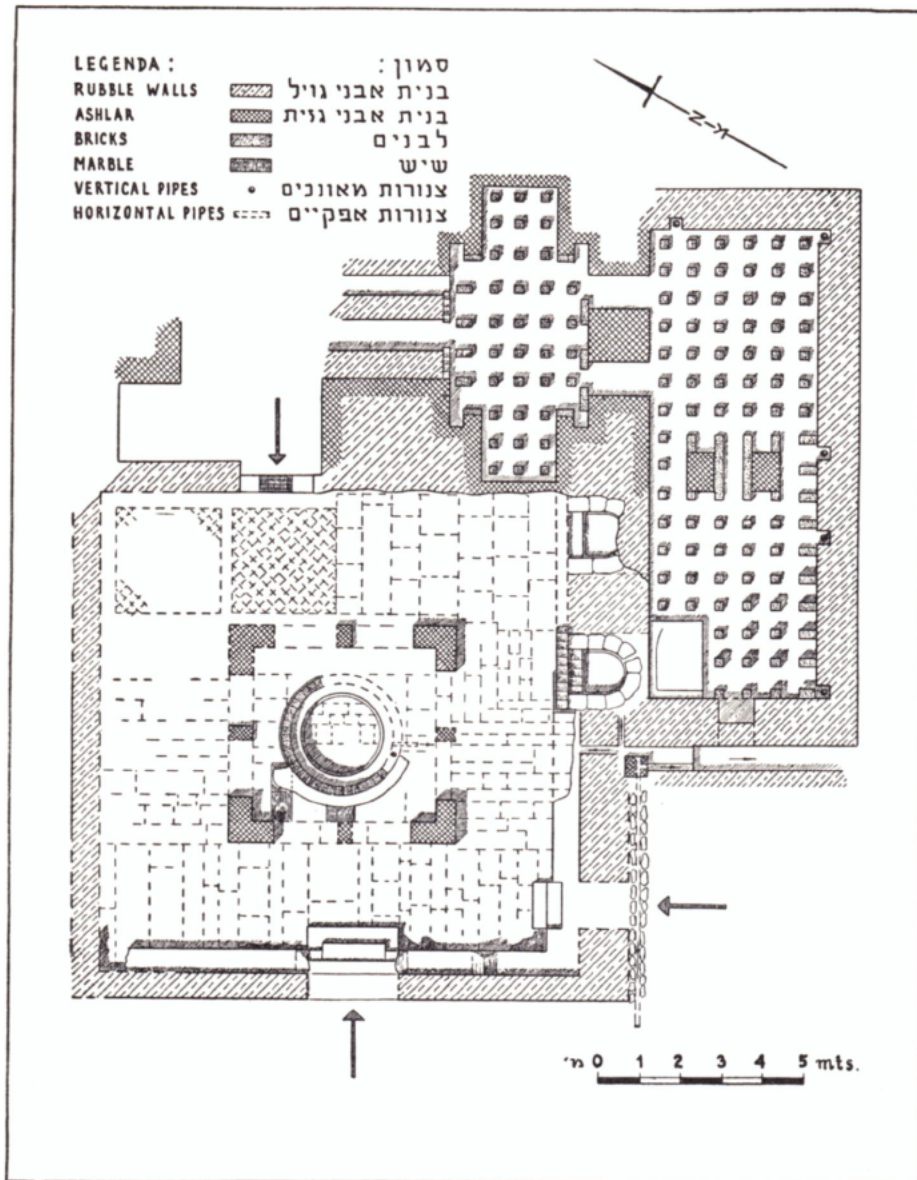 LEGENDA : סמון :
RUBBLE WALLS בנית אבני גויל
ASHLAR בנית אבני גזית
BRICKS לבנים
MARBLE שיש
VERTICAL PIPES צנורות מאונכים
HORIZONTAL PIPES צנורות אפקיים
N-צ
מ' 0 1 2 3 4 5 mts.